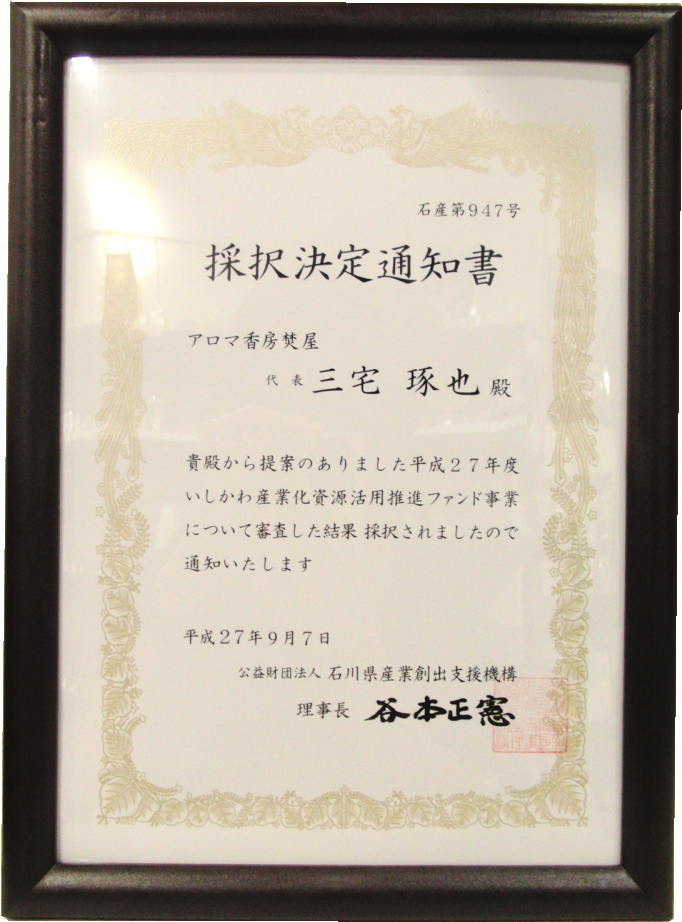 石産第947号
採択決定通知書
アロマ香房焚屋
代表 三宅 琢也 殿
貴殿から提案のありました平成27年度
いしかわ産業化資源活用推進ファンド事業
について審査した結果 採択されましたので
通知いたします
平成27年9月7日
公益財団法人 石川県産業創出支援機構
理事長 谷本正憲